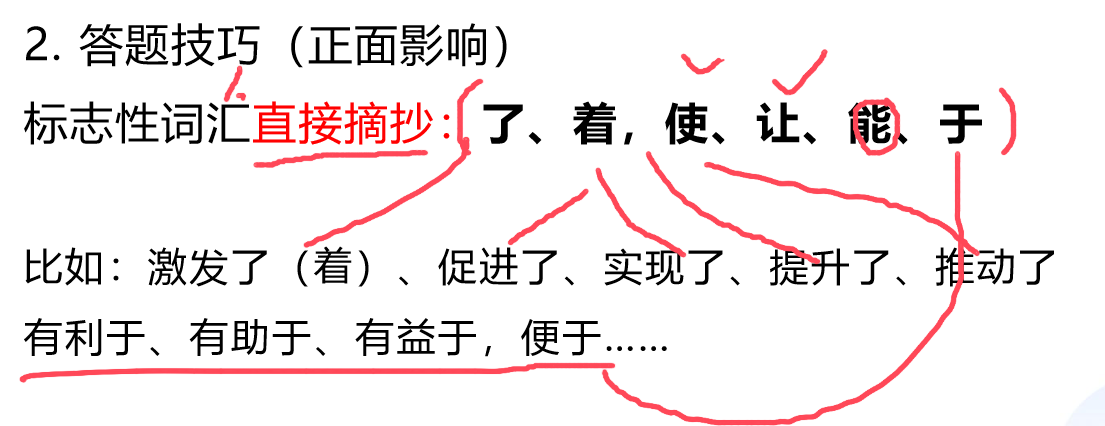 2. 答题技巧（正面影响）
标志性词汇直接摘抄：了、着，使、让、能、于
比如：激发了（着）、促进了、实现了、提升了、推动了
有利于、有助于、有益于，便于……